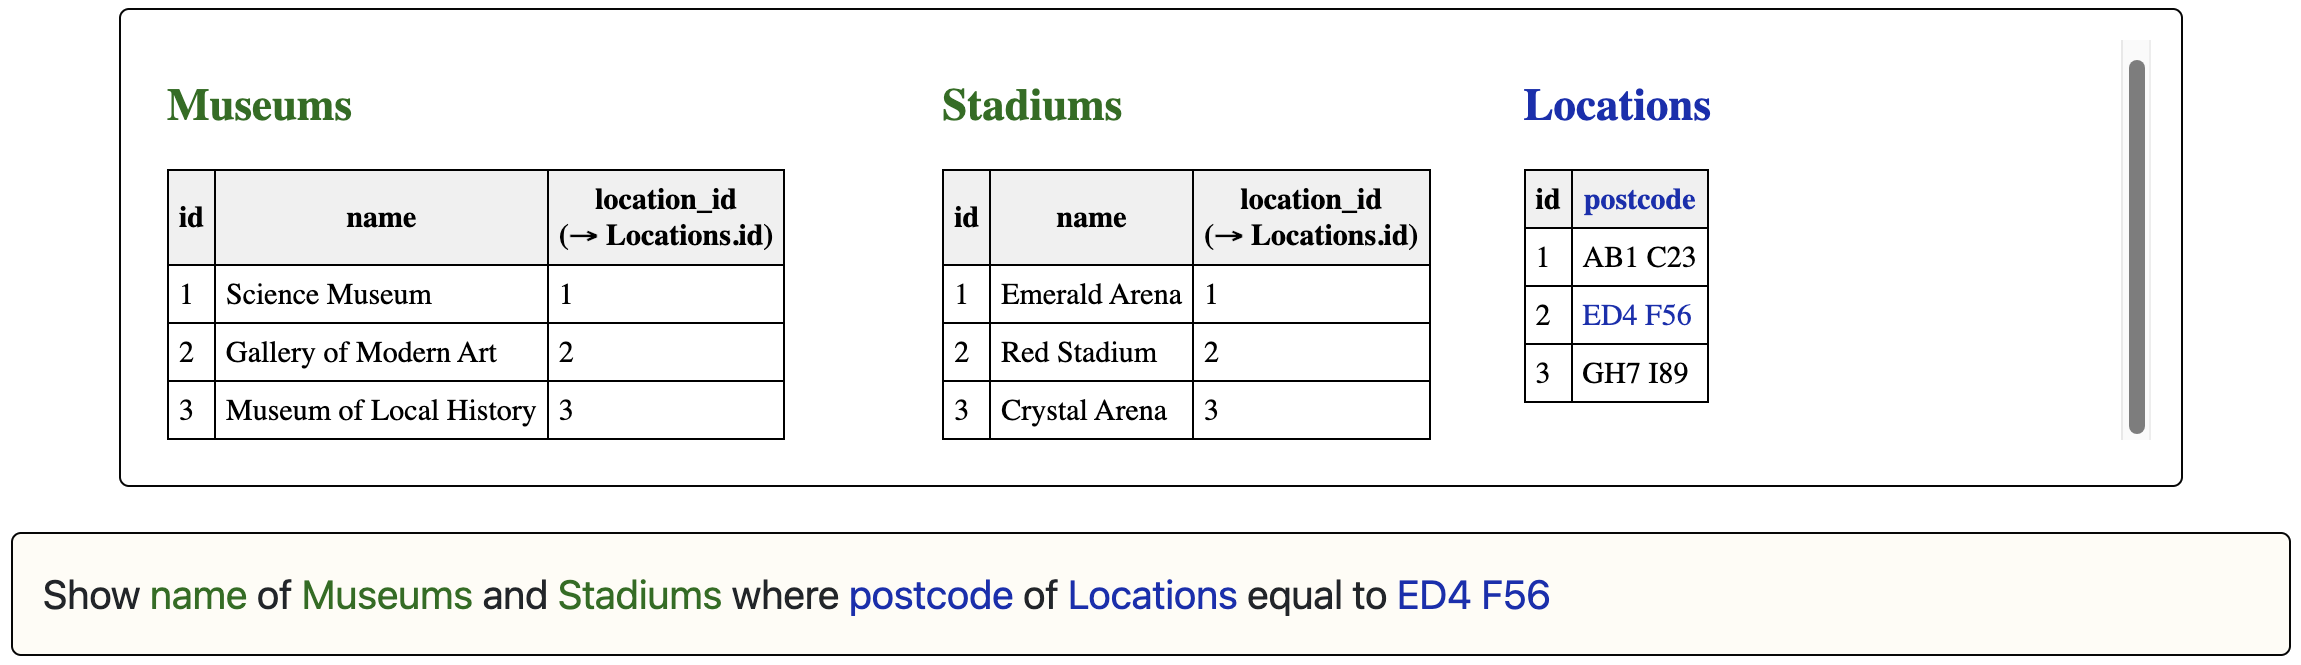 Museums
id name location_id
(→ Locations.id)
1 Science Museum 1
2 Gallery of Modern Art 2
3 Museum of Local History 3
Stadiums
id name location_id
(→ Locations.id)
1 Emerald Arena 1
2 Red Stadium 2
3 Crystal Arena 3
Locations
id postcode
1 AB1 C23
2 ED4 F56
3 GH7 I89
Show name of Museums and Stadiums where postcode of Locations equal to ED4 F56